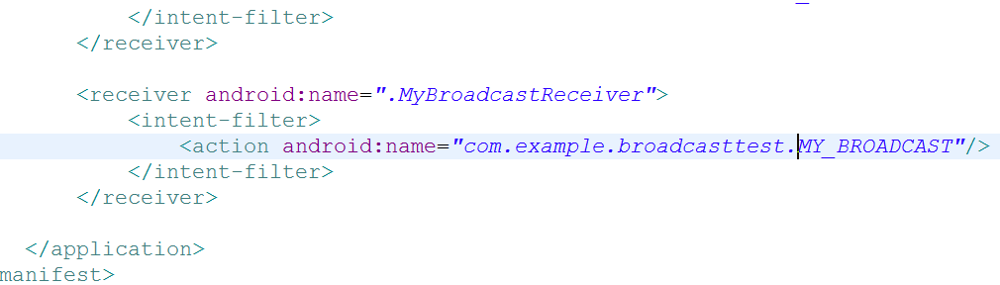 </intent-filter>
</receiver>
<receiver android:name=".MyBroadcastReceiver">
<intent-filter>
<action android:name="com.example.broadcasttest.MY_BROADCAST"/>
</intent-filter>
</receiver>
</application>
manifest>